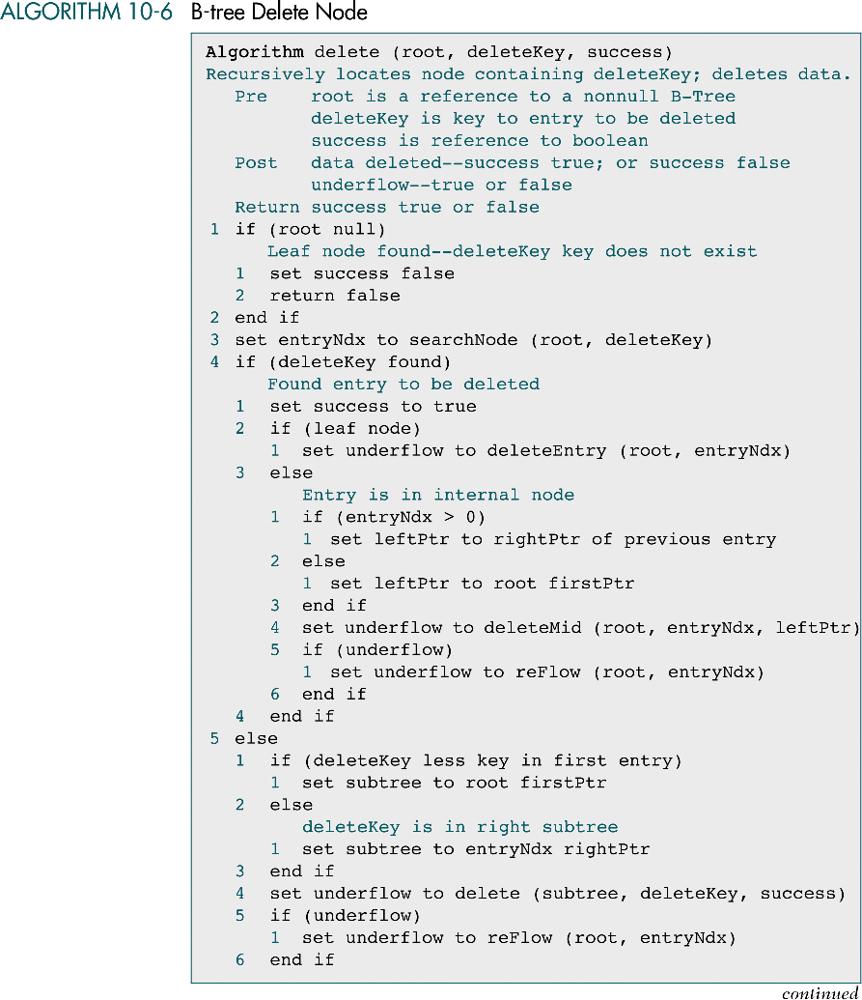 ALGORITHM 10-6 B-tree Delete Node
Algorithm delete (root, deleteKey, success)
Recursively locates node containing deleteKey; deletes data.
Pre root is a reference to a nonnull B-Tree
deleteKey is key to entry to be deleted
success is reference to boolean
Post data deleted--success true; or success false
underflow--true or false
Return success true or false
1 if (root null)
Leaf node found--deleteKey key does not exist
1 set success false
2 return false
2 end if
3 set entryNdx to searchNode (root, deleteKey)
4 if (deleteKey found)
Found entry to be deleted
1 set success to true
2 if (leaf node)
1 set underflow to deleteEntry (root, entryNdx)
3 else
Entry is in internal node
1 if (entryNdx > 0)
1 set leftPtr to rightPtr of previous entry
2 else
1 set leftPtr to root firstPtr
3 end if
4 set underflow to deleteMid (root, entryNdx, leftPtr)
5 if (underflow)
1 set underflow to reFlow (root, entryNdx)
6 end if
4 end if
5 else
1 if (deleteKey less key in first entry)
1 set subtree to root firstPtr
2 else
deleteKey is in right subtree
1 set subtree to entryNdx rightPtr
3 end if
4 set underflow to delete (subtree, deleteKey, success)
5 if (underflow)
1 set underflow to reFlow (root, entryNdx)
6 end if
continued